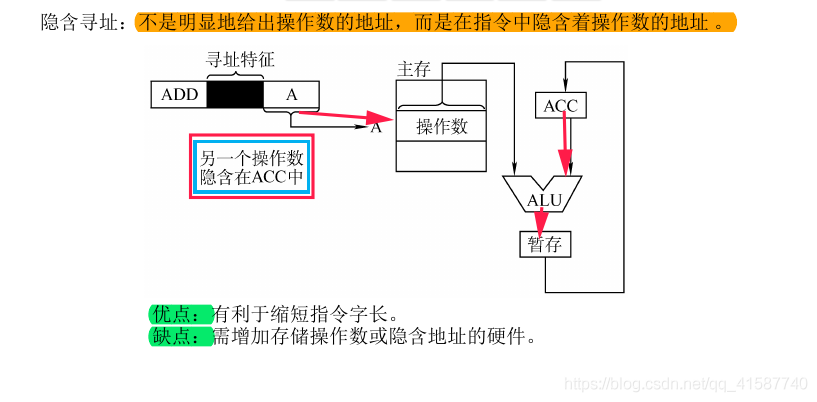 隐含寻址：不是明显地给出操作数的地址，而是在指令中隐含着操作数的地址 。
寻址特征
主存
ADD
A
ACC
A
操作数
另一个操作数
隐含在ACC中
ALU
暂存
优点：有利于缩短指令字长。
缺点：需增加存储操作数或隐含地址的硬件。
https://blog.csdn.net/qq_41587740